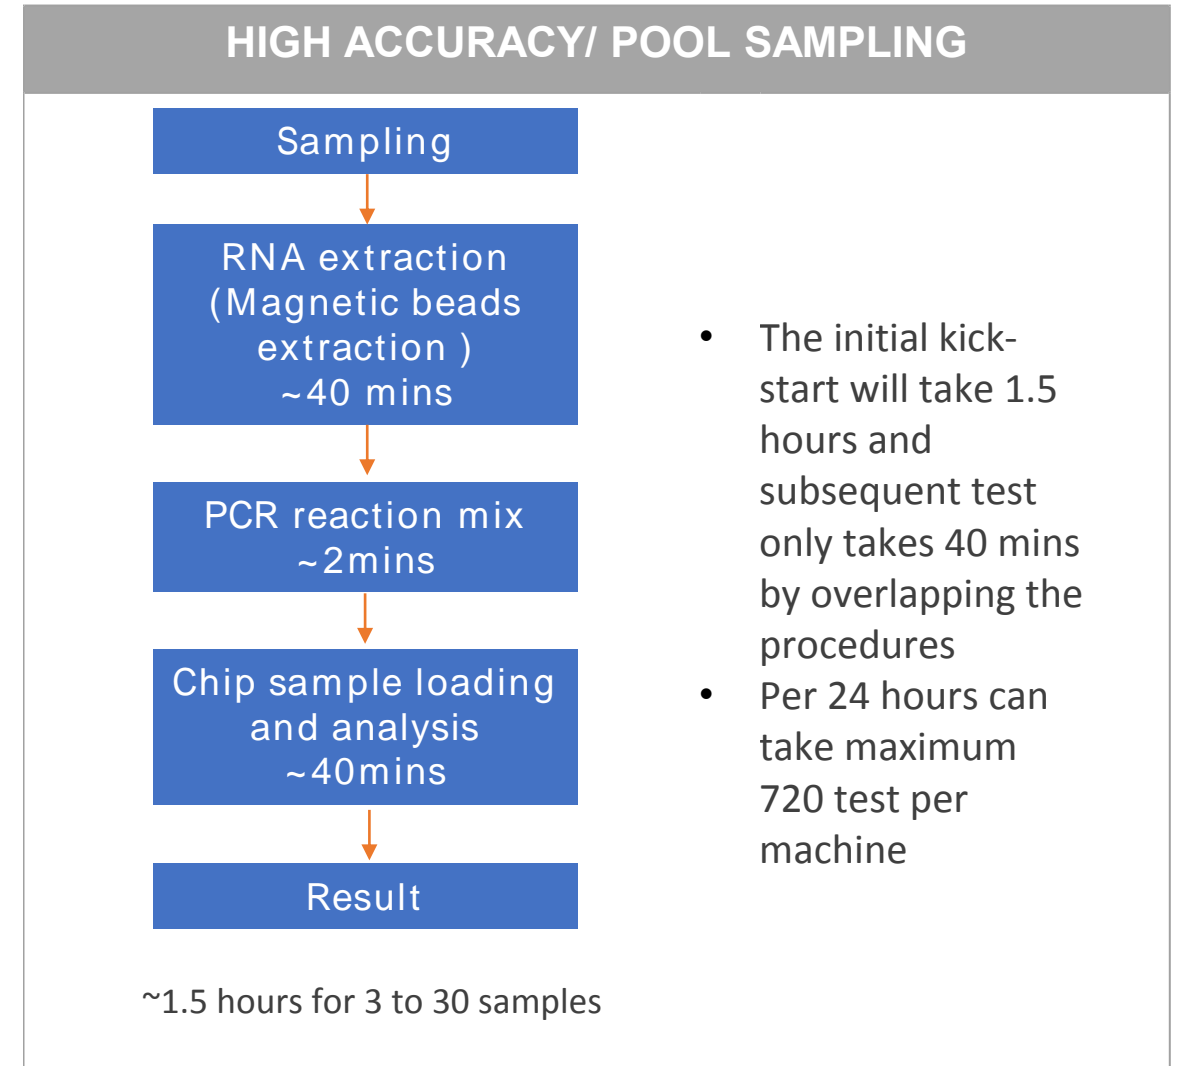 HIGH ACCURACY/ POOL SAMPLING
Sampling
RNA extraction
(Magnetic beads
extraction )
~40 mins
PCR reaction mix
~2mins
Chip sample loading
and analysis
~40mins
Result
~1.5 hours for 3 to 30 samples
• The initial kick-
start will take 1.5
hours and
subsequent test
only takes 40 mins
by overlapping the
procedures
• Per 24 hours can
take maximum
720 test per
machine